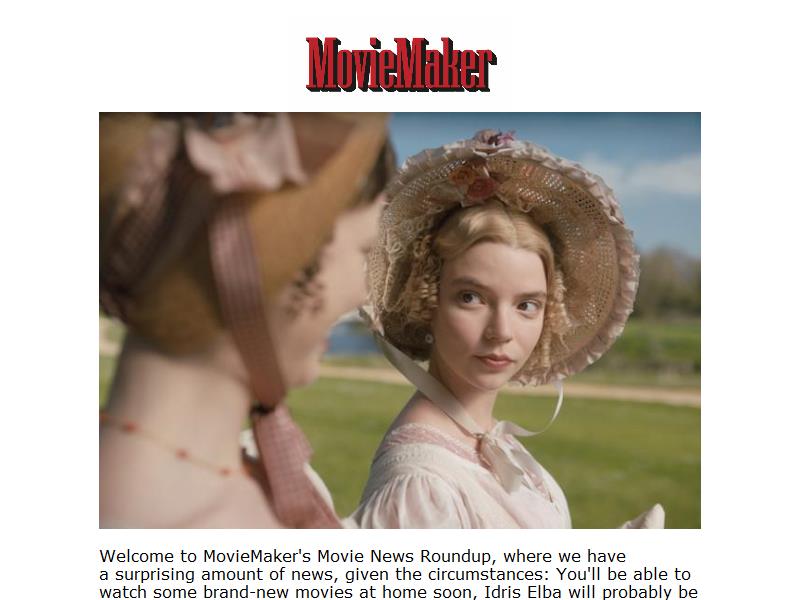 MovieMaker
Welcome to MovieMaker's Movie News Roundup, where we have
a surprising amount of news, given the circumstances: You'll be able to
watch some brand-new movies at home soon, Idris Elba will probably be